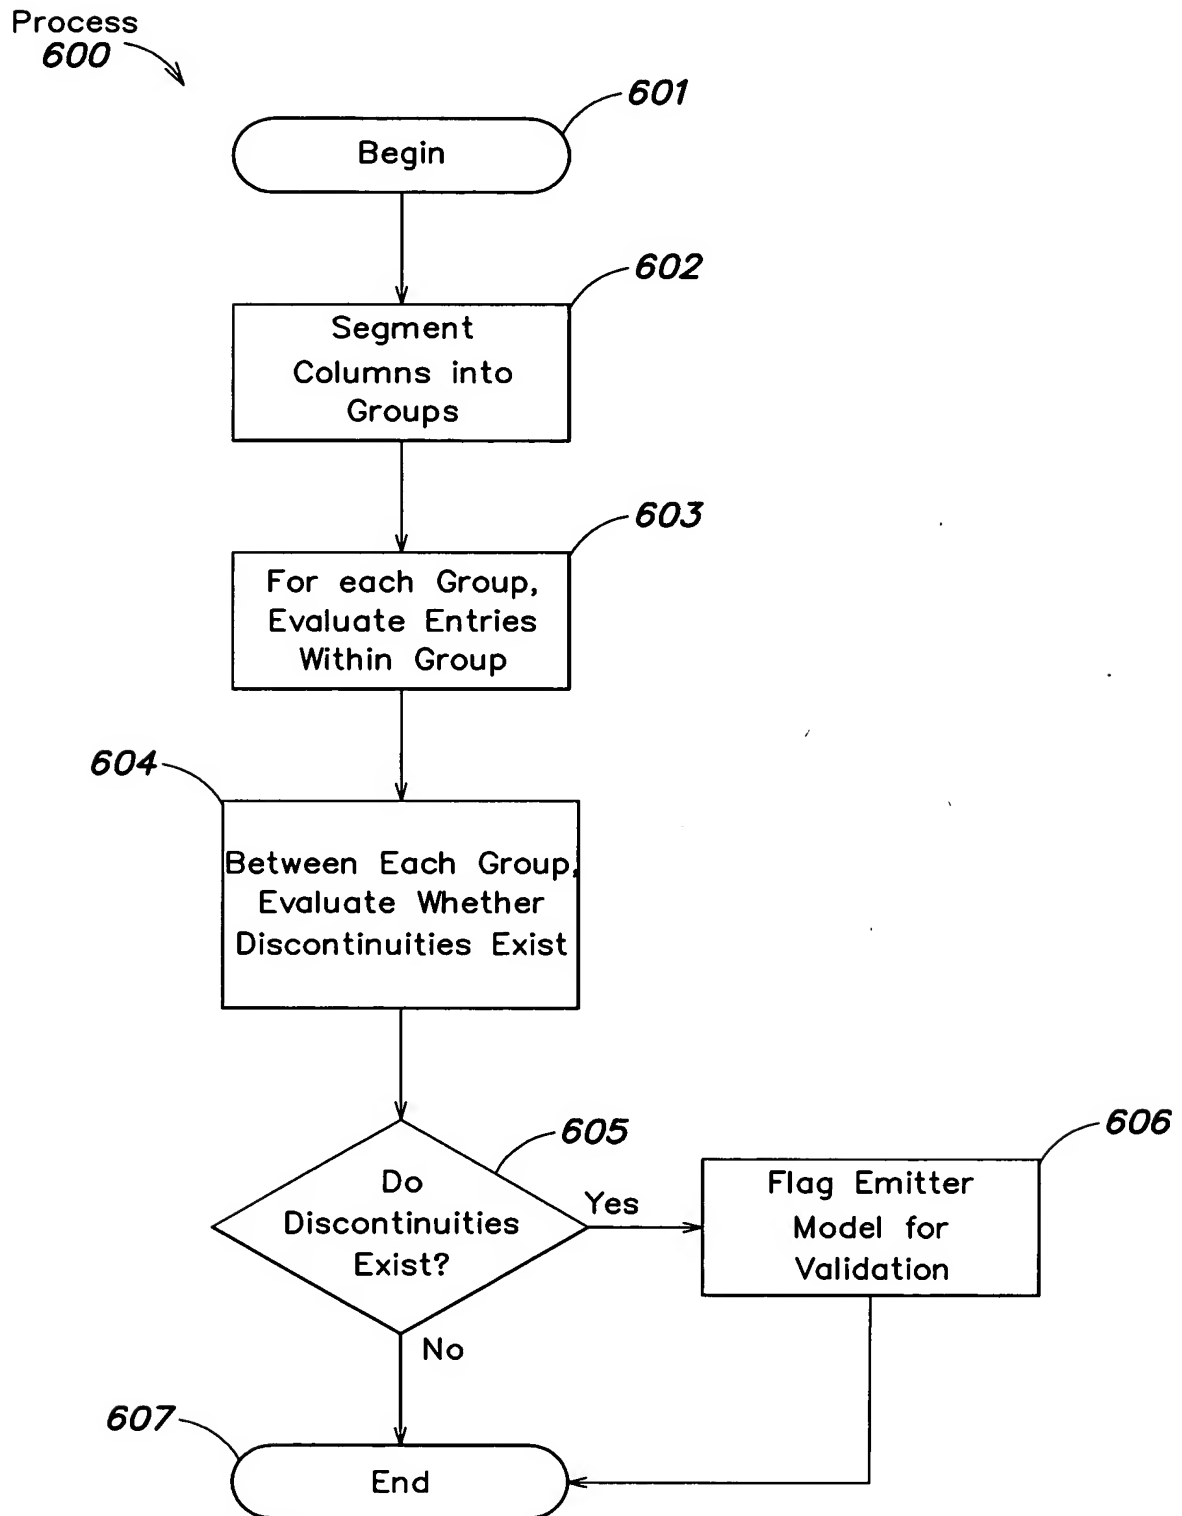 Process
600
601
Begin
602
Segment
Columns into
Groups
603
For each Group,
Evaluate Entries
Within Group
604
Between Each Group,
Evaluate Whether
Discontinuities Exist
605
Do
Discontinuities
Exist?
Yes
606
Flag Emitter
Model for
Validation
No
607
End